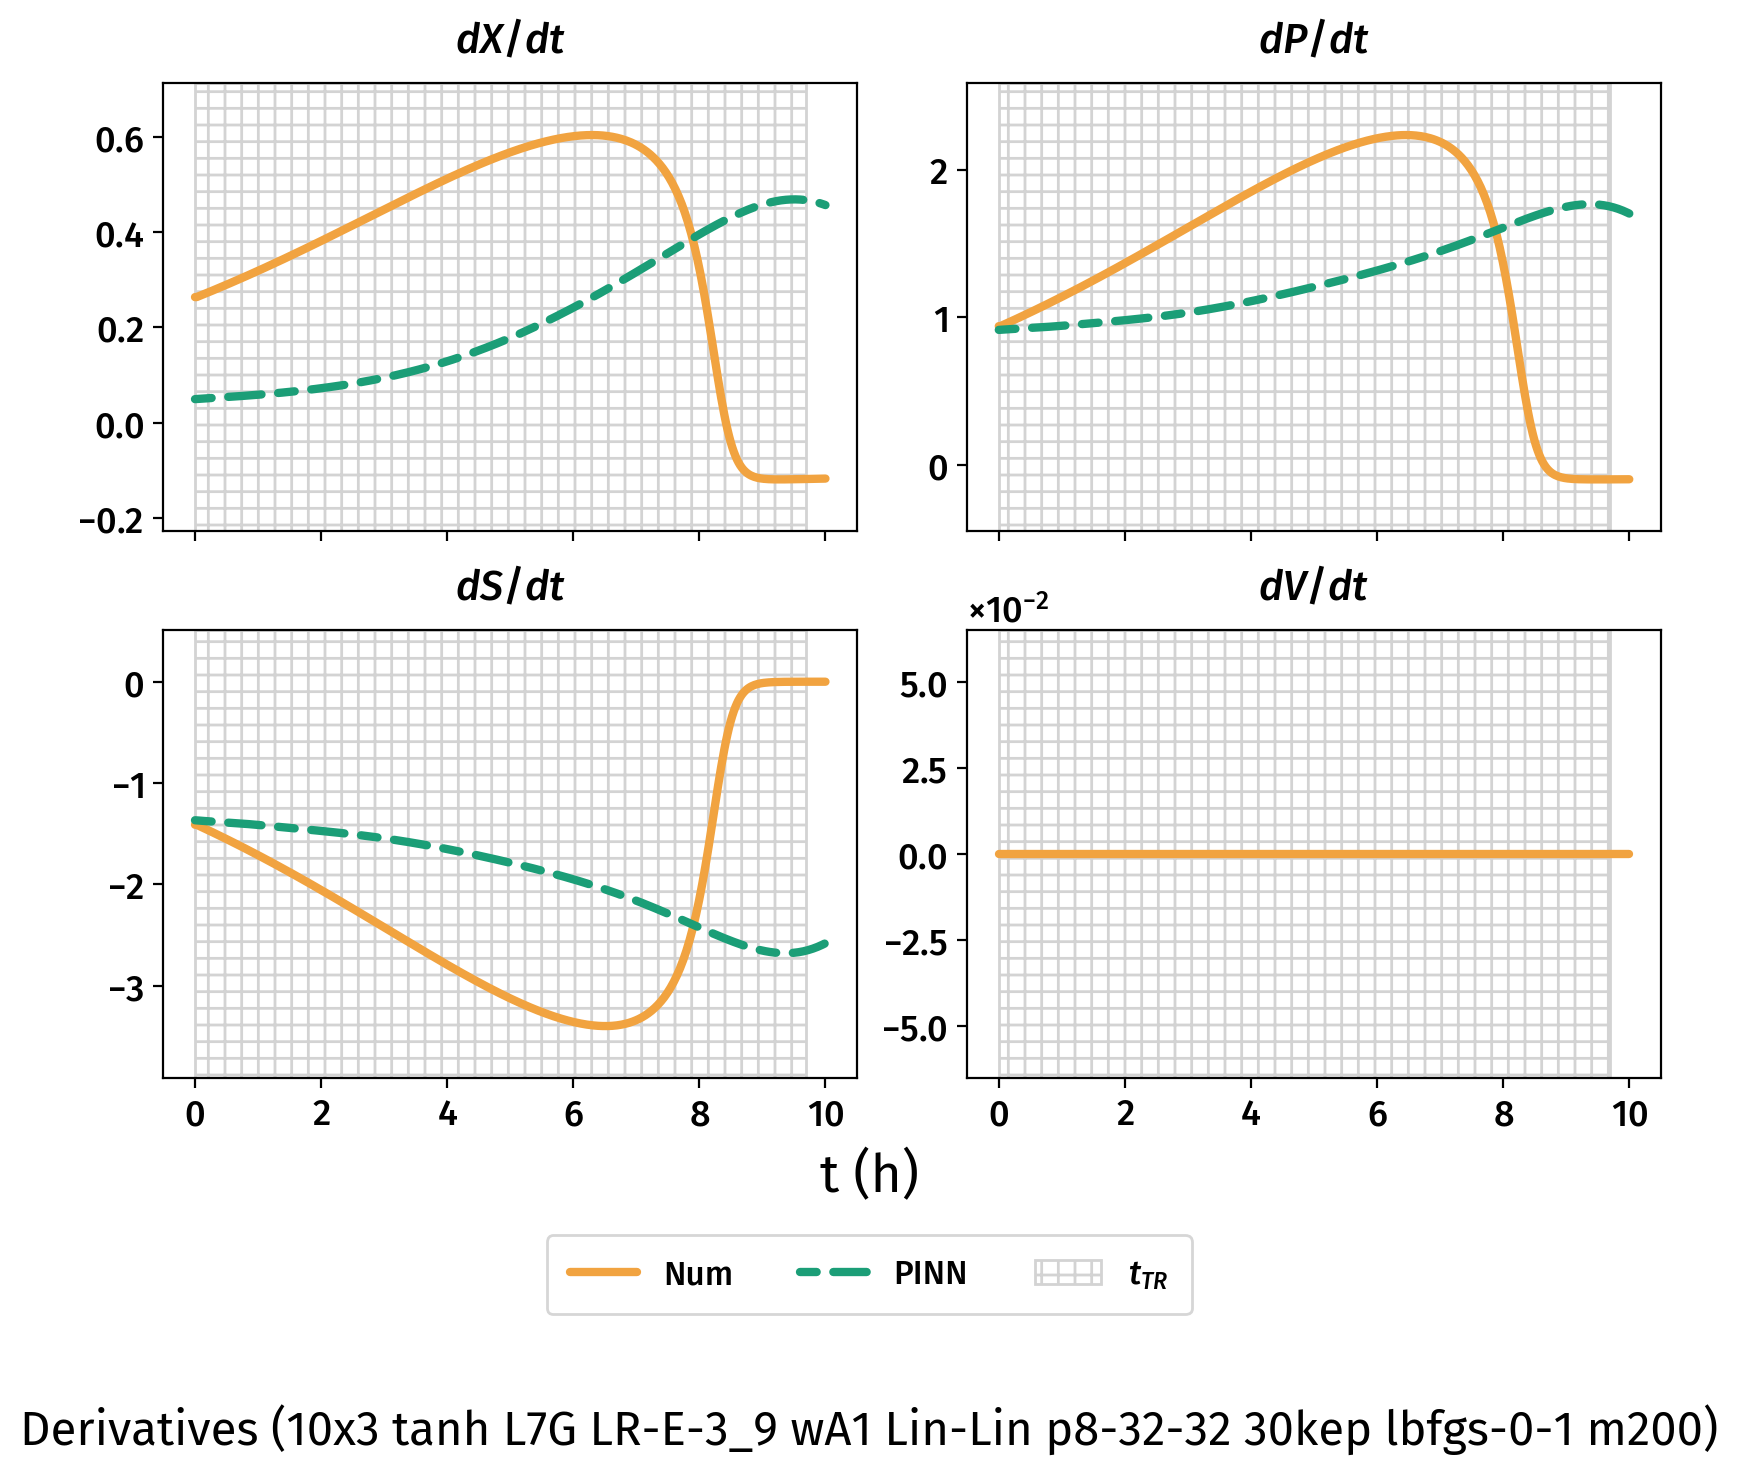 dX/dt
dP/dt
0.6
0.4
0.2
0.0
−0.2
2
1
0
dS/dt
dV/dt
×10⁻²
0
−1
−2
−3
5.0
2.5
0.0
−2.5
−5.0
0 2 4 6 8 10
0 2 4 6 8 10
t (h)
Num PINN t_TR
Derivatives (10x3 tanh L7G LR-E-3_9 wA1 Lin-Lin p8-32-32 30kep lbfgs-0-1 m200)